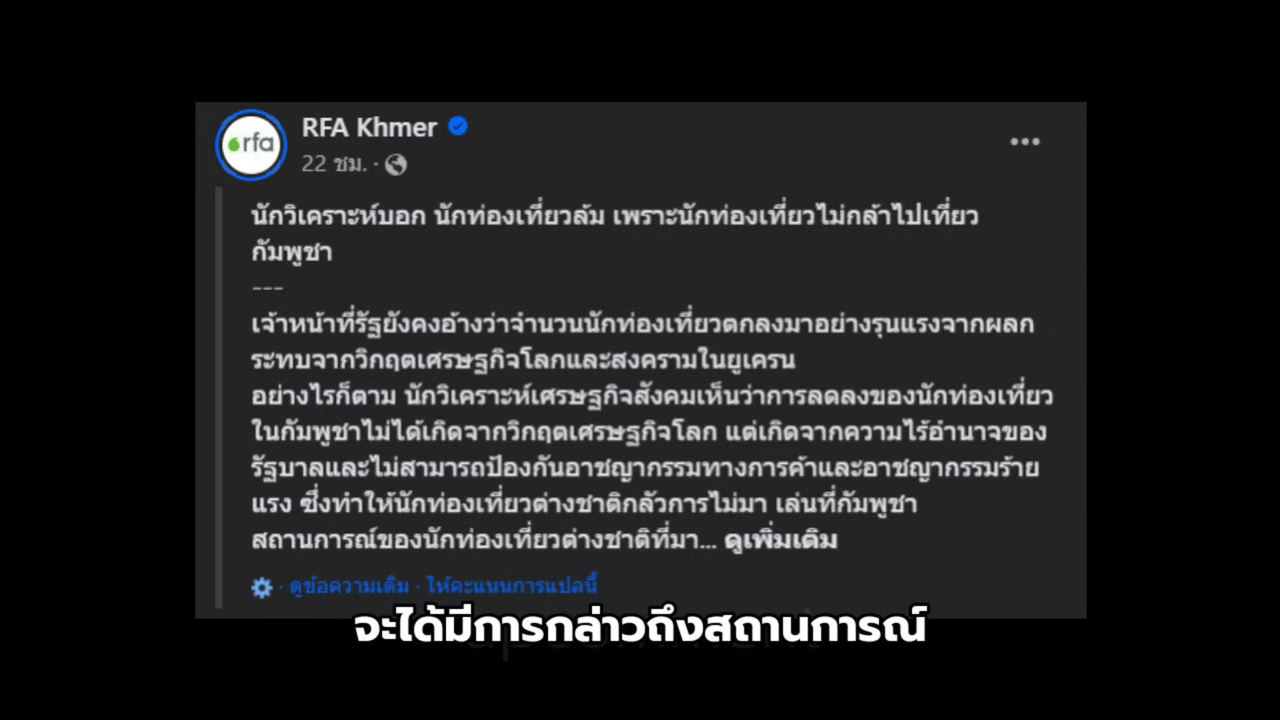 rfa
RFA Khmer
22 ชม. ·
นักวิเคราะห์บอก นักท่องเที่ยวล้ม เพราะนักท่องเที่ยวไม่กล้าไปเที่ยว
กัมพูชา
---
เจ้าหน้าที่รัฐยังคงอ้างว่าจำนวนนักท่องเที่ยวตกลงมาอย่างรุนแรงจากผลก
ระทบจากวิกฤตเศรษฐกิจโลกและสงครามในยูเครน
อย่างไรก็ตาม นักวิเคราะห์เศรษฐกิจสังคมเห็นว่าการลดลงของนักท่องเที่ยว
ในกัมพูชาไม่ได้เกิดจากวิกฤตเศรษฐกิจโลก แต่เกิดจากความไร้อำนาจของ
รัฐบาลและไม่สามารถป้องกันอาชญากรรมทางการค้าและอาชญากรรมร้าย
แรง ซึ่งทำให้นักท่องเที่ยวต่างชาติกลัวการไม่มา เล่นที่กัมพูชา
สถานการณ์ของนักท่องเที่ยวต่างชาติที่มา... ดูเพิ่มเติม
· ดูข้อความเดิม · ให้คะแนนการแปลนี้
จะได้มีการกล่าวถึงสถานการณ์